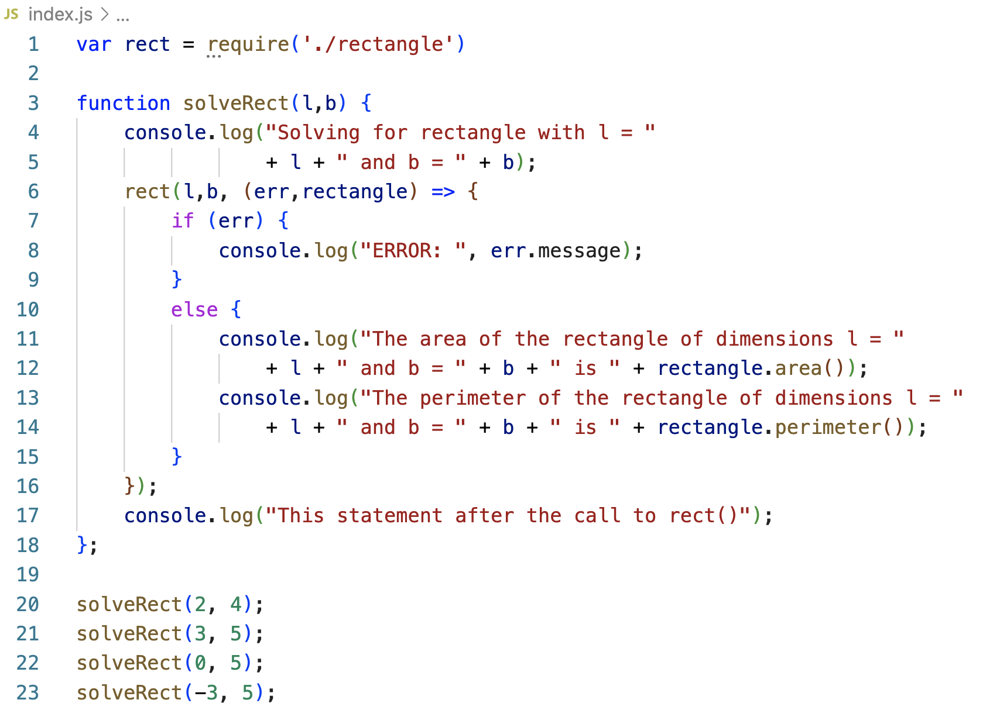 JS index.js > ...
1 var rect = require('./rectangle')
2
3 function solveRect(l,b) {
4     console.log("Solving for rectangle with l = "
5                 + l + " and b = " + b);
6     rect(l,b, (err,rectangle) => {
7         if (err) {
8             console.log("ERROR: ", err.message);
9         }
10         else {
11             console.log("The area of the rectangle of dimensions l = "
12                 + l + " and b = " + b + " is " + rectangle.area());
13             console.log("The perimeter of the rectangle of dimensions l = "
14                 + l + " and b = " + b + " is " + rectangle.perimeter());
15         }
16     });
17     console.log("This statement after the call to rect()");
18 };
19
20 solveRect(2, 4);
21 solveRect(3, 5);
22 solveRect(0, 5);
23 solveRect(-3, 5);